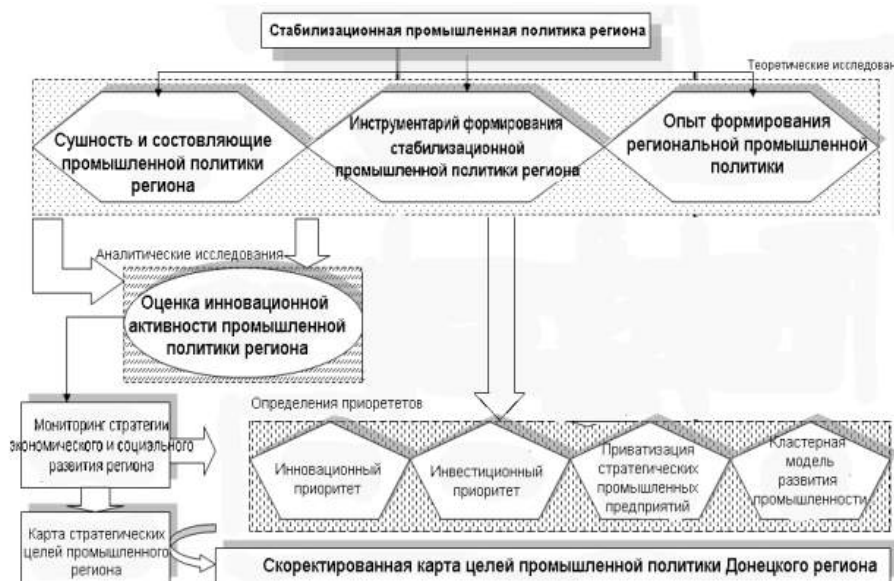 Стабилизационная промышленная политика региона
Теоретические исследован
Сушность и состовляющие
промышленной политики
региона
Инструментарий формирования
стабилизационной
промышленной политики региона
Опыт формирования
региональной промышленной
политики
Аналитические исследования
Оценка инновационной
активности промышленной
политики региона
Мониторинг стратегии
экономического и социального
развития региона
Определения приорететов
Инновационный
приоритет
Инвестиционный
приоритет
Приватизация
стратегических
промышленных
предприятий
Кластерная
модель
развития
промышленности
Карта стратегических
целей промышленного
региона
Скоректированная карта целей промышленной политики Донецкого региона